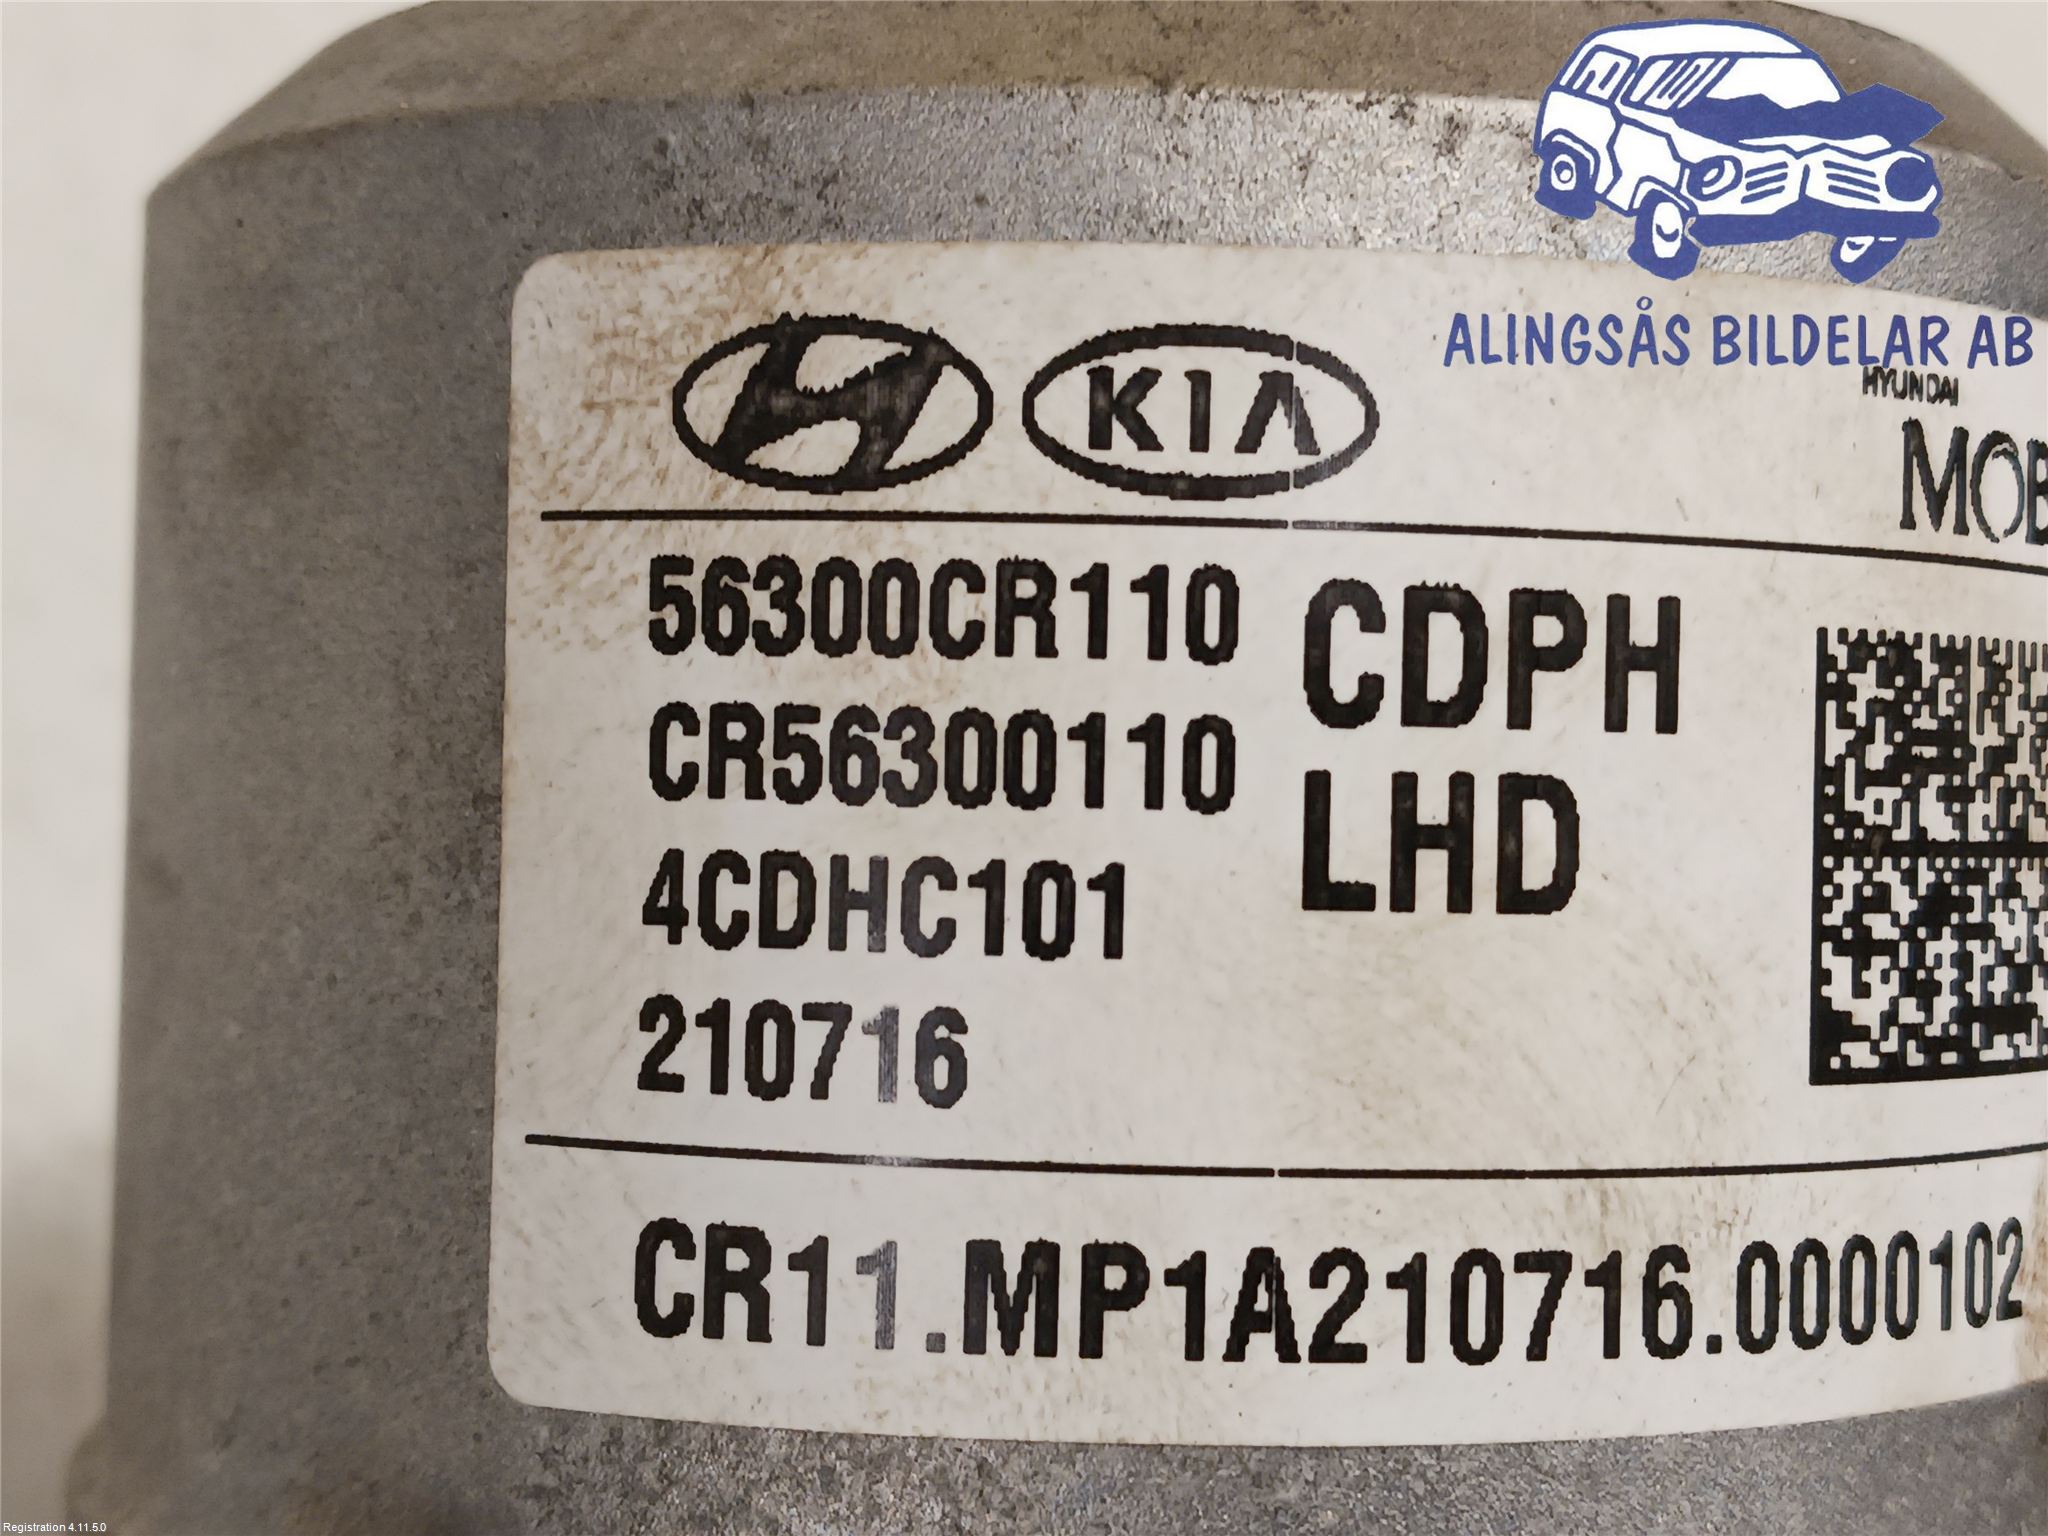 ALINGSÅS BILDELAR AB
KIA
HYUNDAI
MOB
56300CR110
CDPH
CR56300110
LHD
4CDHC101
210716
CR11.MP1A210716.0000102
Registration 4.11.5.0